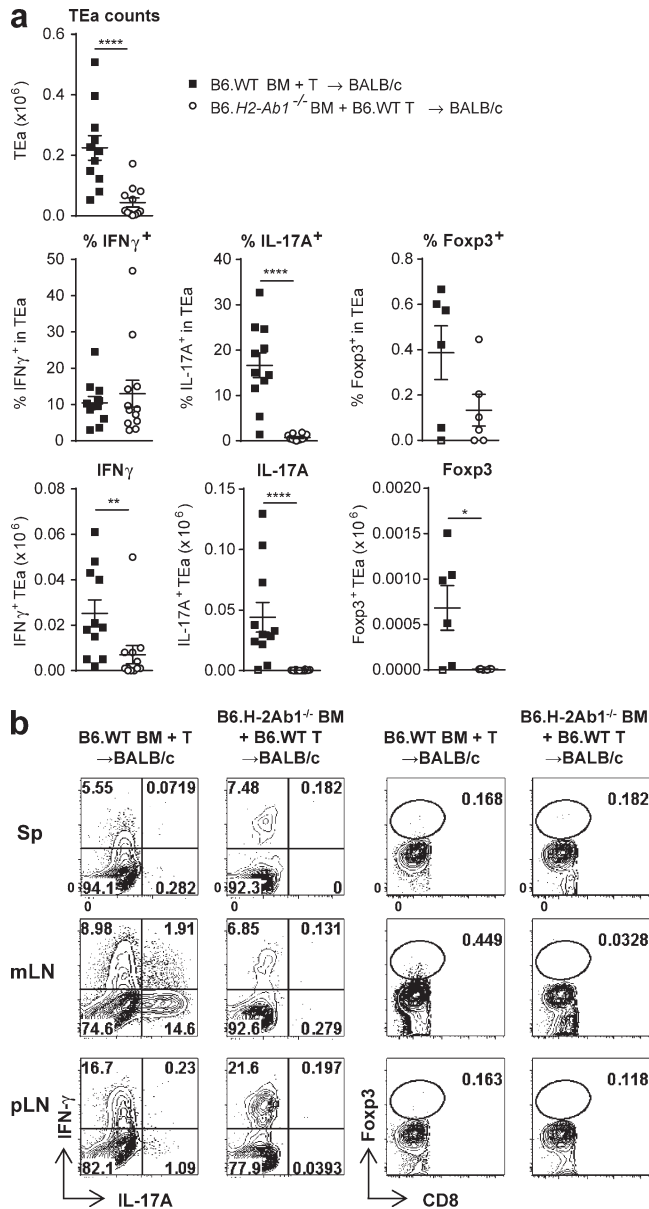 a
TEa counts
****
TEa (x10⁶)
0.6
0.4
0.2
0.0
■ B6.WT BM + T → BALB/c
○ B6.H2-Ab1⁻/⁻ BM + B6.WT T → BALB/c
% IFNγ⁺
% IFNγ⁺ in TEa
50
40
30
20
10
0
% IL-17A⁺
****
% IL-17A⁺ in TEa
40
30
20
10
0
% Foxp3⁺
% Foxp3⁺ in TEa
0.8
0.6
0.4
0.2
0.0
IFNγ
**
IFNγ⁺ TEa (x10⁶)
0.08
0.06
0.04
0.02
0.00
IL-17A
****
IL-17A⁺ TEa (x10⁶)
0.15
0.10
0.05
0.00
Foxp3
*
Foxp3⁺ TEa (x10⁶)
0.0020
0.0015
0.0010
0.0005
0.0000
b
B6.WT BM + T
→BALB/c
B6.H-2Ab1⁻/⁻ BM
+ B6.WT T
→BALB/c
B6.WT BM + T
→BALB/c
B6.H-2Ab1⁻/⁻ BM
+ B6.WT T
→BALB/c
Sp
5.55 0.0719
94.1 0.282
0
0
7.48 0.182
92.3 0
0.168
0
0
0.182
0
mLN
8.98 1.91
74.6 14.6
6.85 0.131
92.6 0.279
0.449
0.0328
pLN
16.7 0.23
82.1 1.09
21.6 0.197
77.9 0.0393
0.163
0.118
IFN-γ
IL-17A
Foxp3
CD8